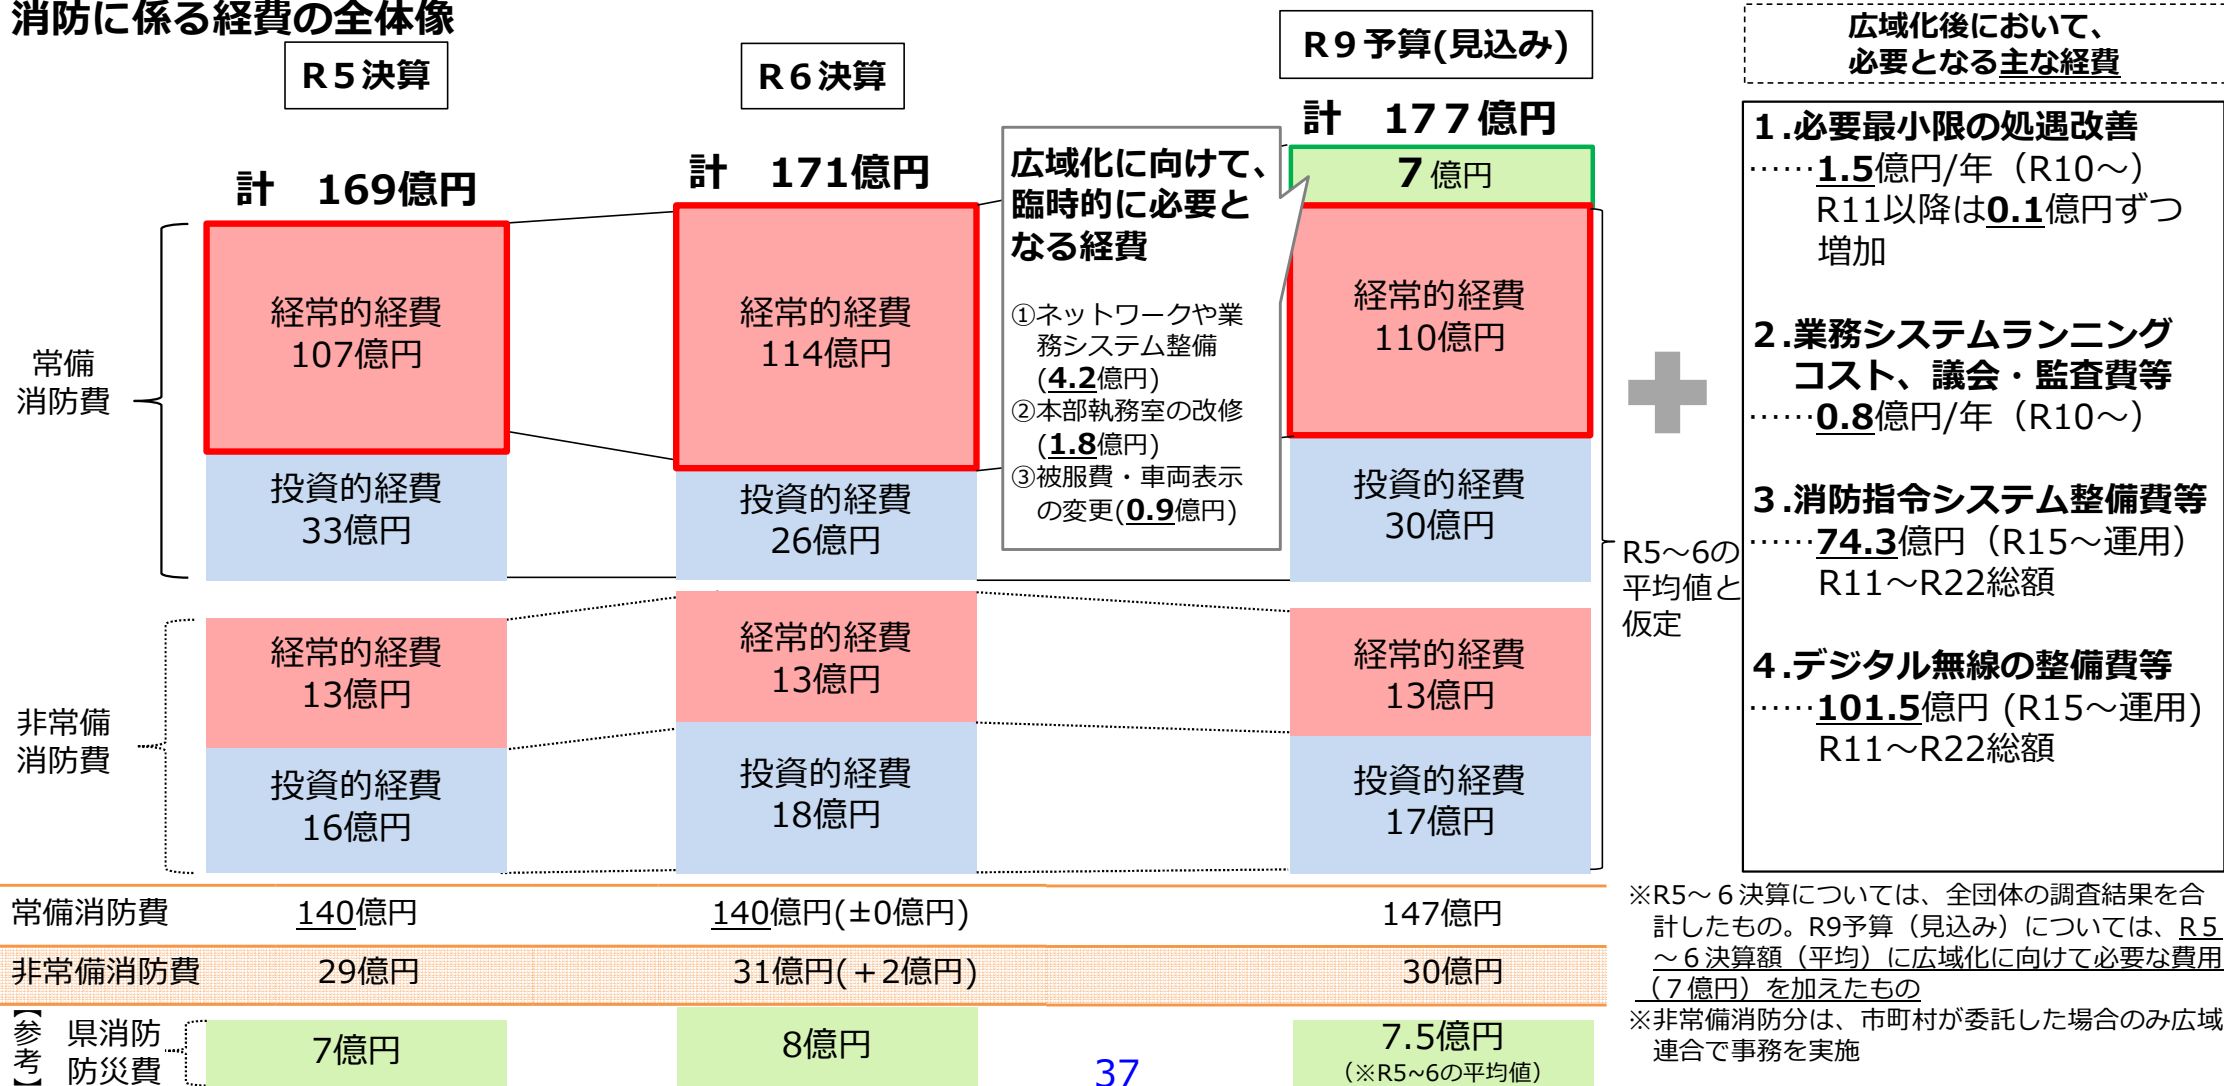 消防に係る経費の全体像
R5決算
R6決算
R9予算(見込み)
計 169億円
計 171億円
計 177億円
7億円
常備
消防費
経常的経費
107億円
投資的経費
33億円
経常的経費
114億円
投資的経費
26億円
広域化に向けて、
臨時的に必要と
なる経費
①ネットワークや業
務システム整備
(4.2億円)
②本部執務室の改修
(1.8億円)
③被服費・車両表示
の変更(0.9億円)
経常的経費
110億円
投資的経費
30億円
非常備
消防費
経常的経費
13億円
投資的経費
16億円
経常的経費
13億円
投資的経費
18億円
経常的経費
13億円
投資的経費
17億円
R5～6の
平均値と
仮定
広域化後において、
必要となる主な経費
1.必要最小限の処遇改善
……1.5億円/年（R10～）
R11以降は0.1億円ずつ
増加
2.業務システムランニング
コスト、議会・監査費等
……0.8億円/年（R10～）
3.消防指令システム整備費等
……74.3億円（R15～運用）
R11～R22総額
4.デジタル無線の整備費等
……101.5億円 (R15～運用)
R11～R22総額
常備消防費 140億円 140億円(±0億円) 147億円
非常備消防費 29億円 31億円(＋2億円) 30億円
【参考】
県消防
防災費
7億円
8億円
7.5億円
（※R5~6の平均値）
※R5～6決算については、全団体の調査結果を合
計したもの。R9予算（見込み）については、R5
～6決算額（平均）に広域化に向けて必要な費用
（7億円）を加えたもの
※非常備消防分は、市町村が委託した場合のみ広域
連合で事務を実施
37